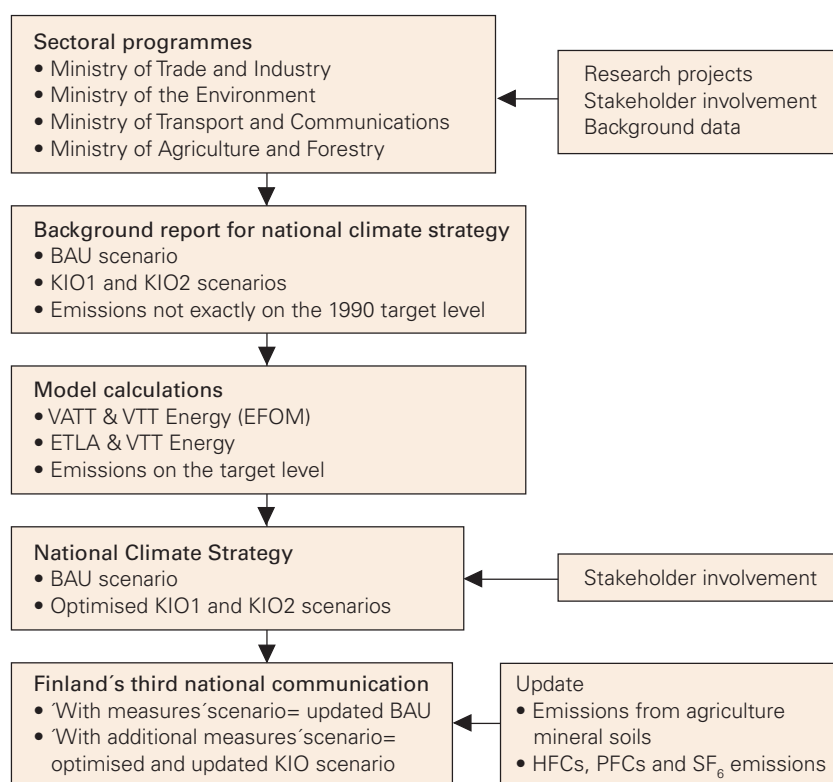 Sectoral programmes
• Ministry of Trade and Industry
• Ministry of the Environment
• Ministry of Transport and Communications
• Ministry of Agriculture and Forestry
Research projects
Stakeholder involvement
Background data
Background report for national climate strategy
• BAU scenario
• KIO1 and KIO2 scenarios
• Emissions not exactly on the 1990 target level
Model calculations
• VATT & VTT Energy (EFOM)
• ETLA & VTT Energy
• Emissions on the target level
National Climate Strategy
• BAU scenario
• Optimised KIO1 and KIO2 scenarios
Stakeholder involvement
Finland´s third national communication
• ´With measures´scenario= updated BAU
• ´With additional measures´scenario=
optimised and updated KIO scenario
Update
• Emissions from agriculture
mineral soils
• HFCs, PFCs and SF₆ emissions